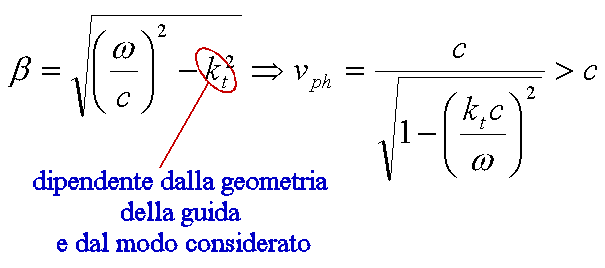 β = √((ω/c)² − k_t²) ⇒ v_ph = c / √(1 − (k_t c/ω)²) > c
dipendente dalla geometria
della guida
e dal modo considerato